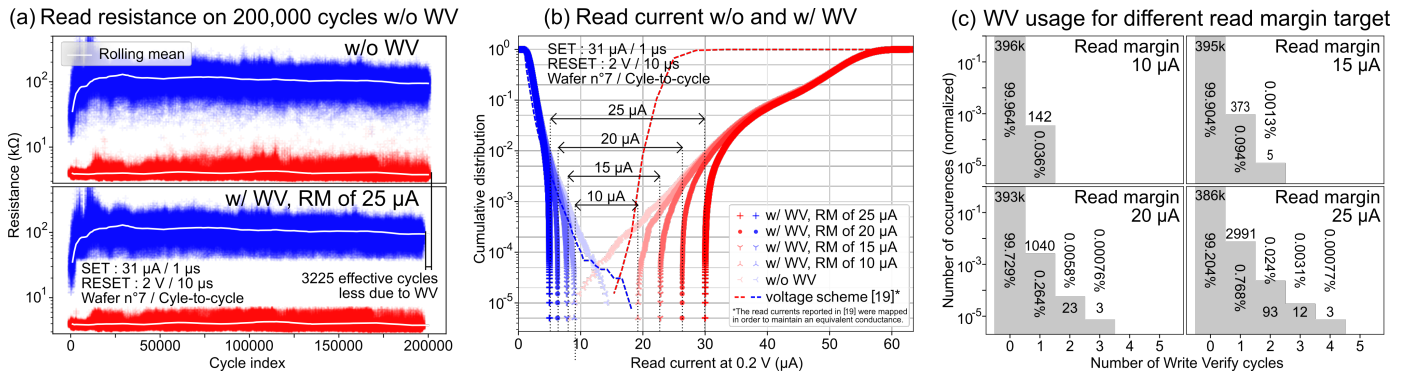 (a) Read resistance on 200,000 cycles w/o WV
Resistance (kΩ)
10²
10¹
10²
10¹
Rolling mean
w/o WV
w/ WV, RM of 25 µA
SET : 31 µA / 1 µs
RESET : 2 V / 10 µs
Wafer n°7 / Cyle-to-cycle
3225 effective cycles
less due to WV
0 50000 100000 150000 200000
Cycle index
(b) Read current w/o and w/ WV
Cumulative distribution
10⁰
10⁻¹
10⁻²
10⁻³
10⁻⁴
10⁻⁵
SET : 31 µA / 1 µs
RESET : 2 V / 10 µs
Wafer n°7 / Cyle-to-cycle
25 µA
20 µA
15 µA
10 µA
w/ WV, RM of 25 µA
w/ WV, RM of 20 µA
w/ WV, RM of 15 µA
w/ WV, RM of 10 µA
w/o WV
voltage scheme [19]*
*The read currents reported in [19] were mapped
in order to maintain an equivalent conductance.
0 10 20 30 40 50 60
Read current at 0.2 V (µA)
(c) WV usage for different read margin target
Number of occurences (normalized)
10⁻¹
10⁻³
10⁻⁵
396k
99.964%
142
0.036%
Read margin
10 µA
395k
99.904%
373
0.094%
0.0013%
5
Read margin
15 µA
10⁻¹
10⁻³
10⁻⁵
393k
99.729%
1040
0.264%
0.0058%
23
0.00078%
3
Read margin
20 µA
386k
99.204%
2991
0.768%
0.024%
93
0.0031%
12
0.00077%
3
Read margin
25 µA
0 1 2 3 4 5
0 1 2 3 4 5
Number of Write Verify cycles